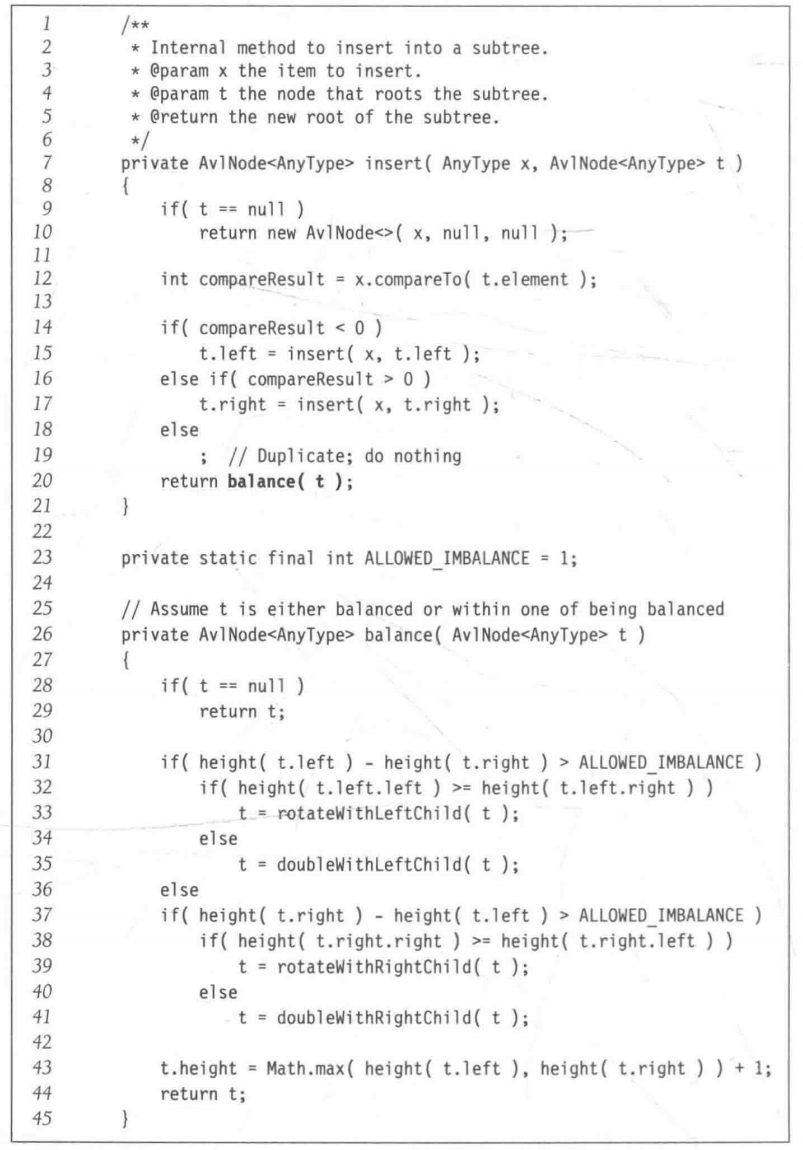 1 /**
2 * Internal method to insert into a subtree.
3 * @param x the item to insert.
4 * @param t the node that roots the subtree.
5 * @return the new root of the subtree.
6 */
7 private AvlNode<AnyType> insert( AnyType x, AvlNode<AnyType> t )
8 {
9 if( t == null )
10 return new AvlNode<>( x, null, null );
11
12 int compareResult = x.compareTo( t.element );
13
14 if( compareResult < 0 )
15 t.left = insert( x, t.left );
16 else if( compareResult > 0 )
17 t.right = insert( x, t.right );
18 else
19 ; // Duplicate; do nothing
20 return balance( t );
21 }
22
23 private static final int ALLOWED_IMBALANCE = 1;
24
25 // Assume t is either balanced or within one of being balanced
26 private AvlNode<AnyType> balance( AvlNode<AnyType> t )
27 {
28 if( t == null )
29 return t;
30
31 if( height( t.left ) - height( t.right ) > ALLOWED_IMBALANCE )
32 if( height( t.left.left ) >= height( t.left.right ) )
33 t = rotateWithLeftChild( t );
34 else
35 t = doubleWithLeftChild( t );
36 else
37 if( height( t.right ) - height( t.left ) > ALLOWED_IMBALANCE )
38 if( height( t.right.right ) >= height( t.right.left ) )
39 t = rotateWithRightChild( t );
40 else
41 t = doubleWithRightChild( t );
42
43 t.height = Math.max( height( t.left ), height( t.right ) ) + 1;
44 return t;
45 }